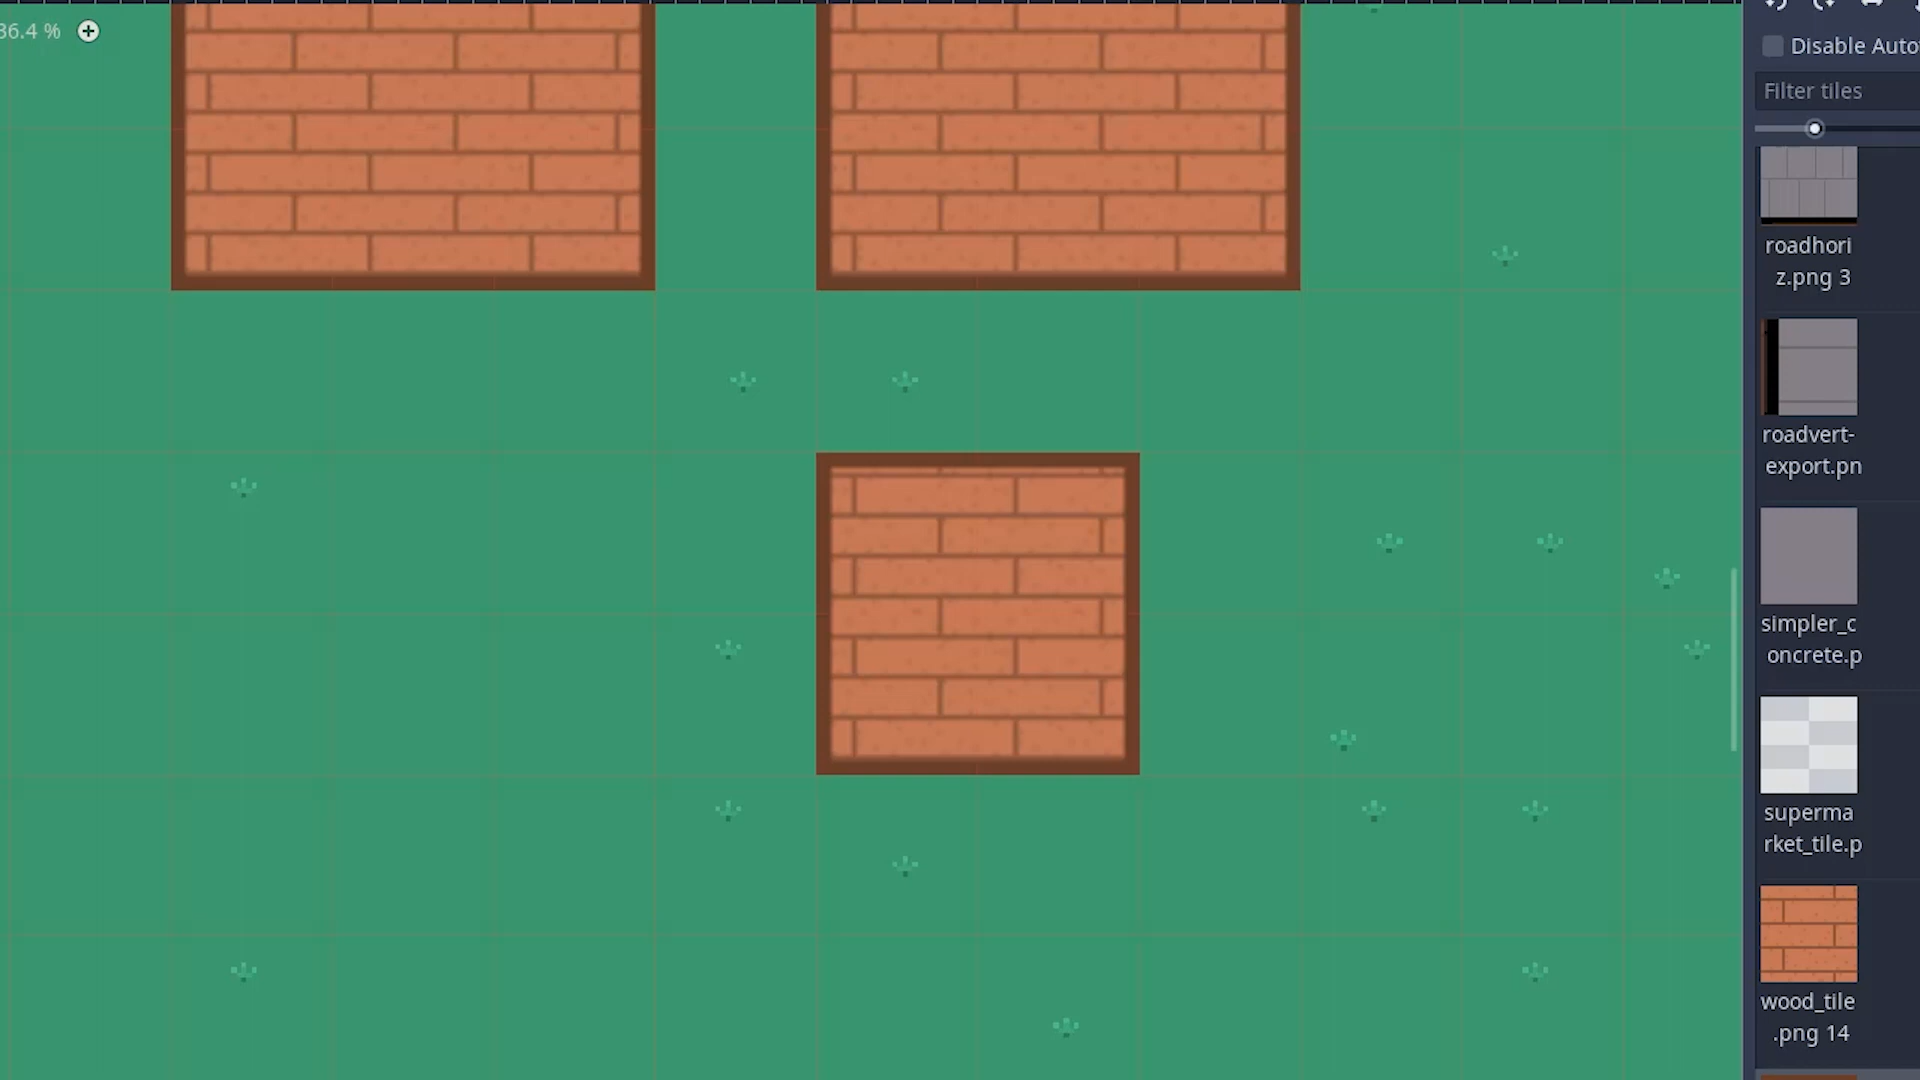 36.4 %
Disable Auto
Filter tiles
roadhori
z.png 3
roadvert-
export.pn
simpler_c
oncrete.p
superma
rket_tile.p
wood_tile
.png 14